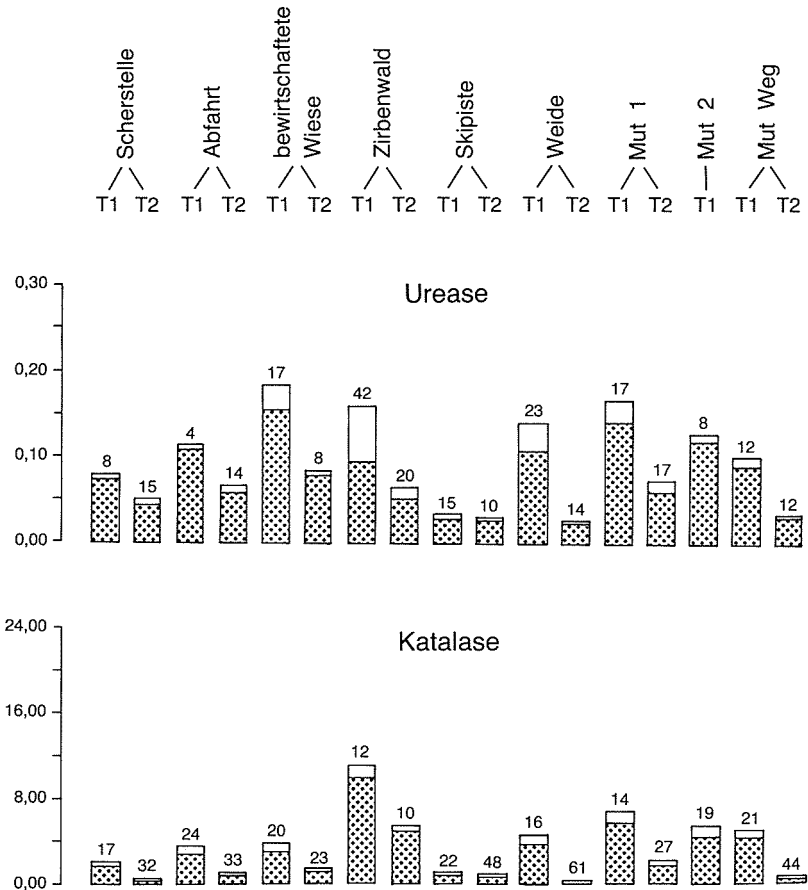 Scherstelle
Abfahrt
bewirtschaftete
Wiese
Zirbenwald
Skipiste
Weide
Mut 1
Mut 2
Mut Weg
T1 T2 T1 T2 T1 T2 T1 T2 T1 T2 T1 T2 T1 T2 T1 T1 T2
Urease
0,30
0,20
0,10
0,00
8 15 4 14 17 8 42 20 15 10 23 14 17 17 8 12 12
Katalase
24,00
16,00
8,00
0,00
17 32 24 33 20 23 12 10 22 48 16 61 14 27 19 21 44